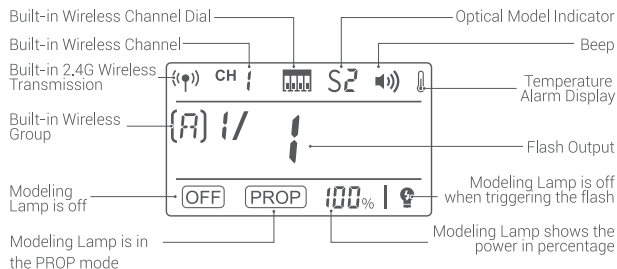 Built-in Wireless Channel Dial
Optical Model Indicator
Built-in Wireless Channel
Beep
Built-in 2.4G Wireless
Transmission
CH 1
S2
Temperature
Alarm Display
Built-in Wireless
Group
(A) 1/ 1
Flash Output
Modeling
Lamp is off
OFF
PROP
100%
Modeling Lamp is off
when triggering the flash
Modeling Lamp is in
the PROP mode
Modeling Lamp shows the
power in percentage